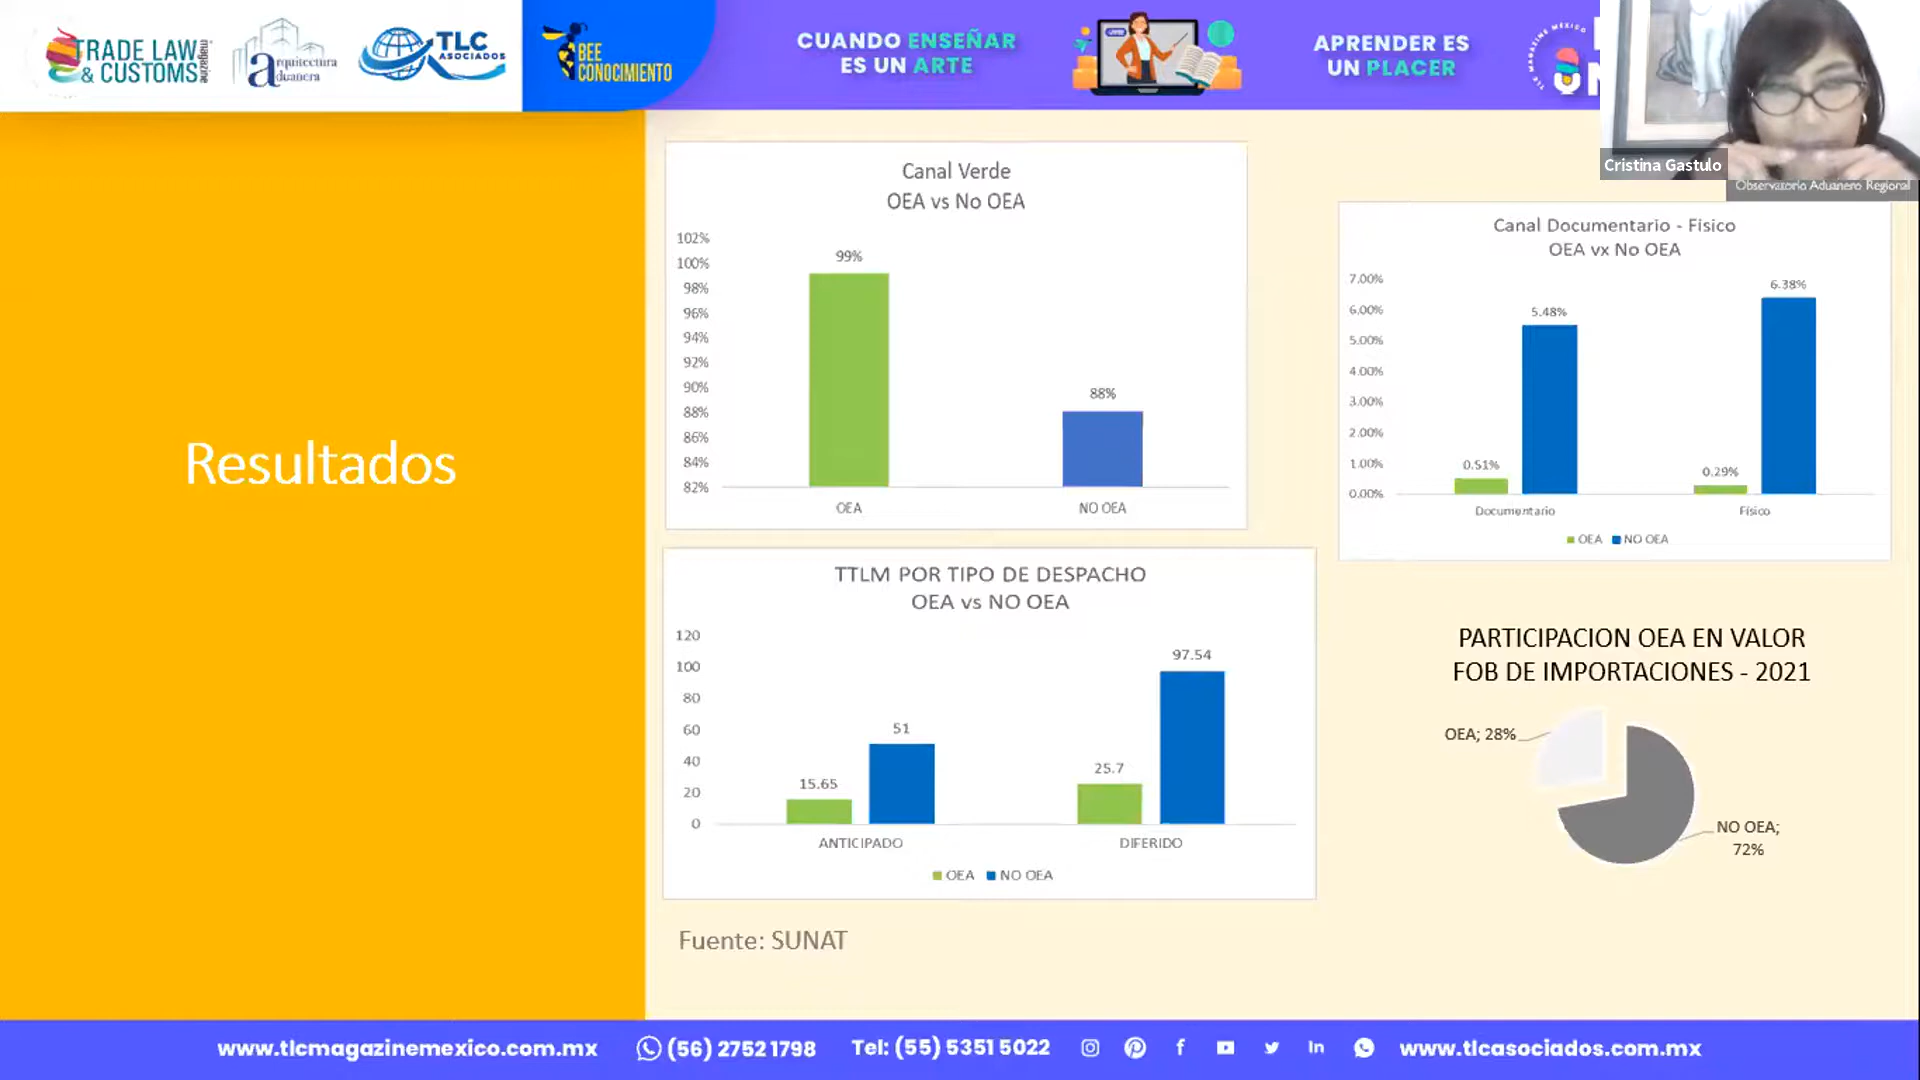 TRADE LAW
& CUSTOMS
magazine
arquitectura
aduanera
TLC
ASOCIADOS
BEE
CONOCIMIENTO
CUANDO ENSEÑAR
ES UN ARTE
APRENDER ES
UN PLACER
TLC MAGAZINE MÉXICO
Cristina Gastulo
Observatorio Aduanero Regional
Resultados
Canal Verde
OEA vs No OEA
102%
100%
98%
96%
94%
92%
90%
88%
86%
84%
82%
99%
88%
OEA
NO OEA
Canal Documentario - Fisico
OEA vx No OEA
7.00%
6.00%
5.00%
4.00%
3.00%
2.00%
1.00%
0.00%
0.51%
5.48%
0.29%
6.38%
Documentario
Físico
OEA NO OEA
TTLM POR TIPO DE DESPACHO
OEA vs NO OEA
120
100
80
60
40
20
0
15.65
51
25.7
97.54
ANTICIPADO
DIFERIDO
OEA NO OEA
PARTICIPACION OEA EN VALOR
FOB DE IMPORTACIONES - 2021
OEA; 28%
NO OEA;
72%
Fuente: SUNAT
www.tlcmagazinemexico.com.mx (56) 2752 1798 Tel: (55) 5351 5022 www.tlcasociados.com.mx